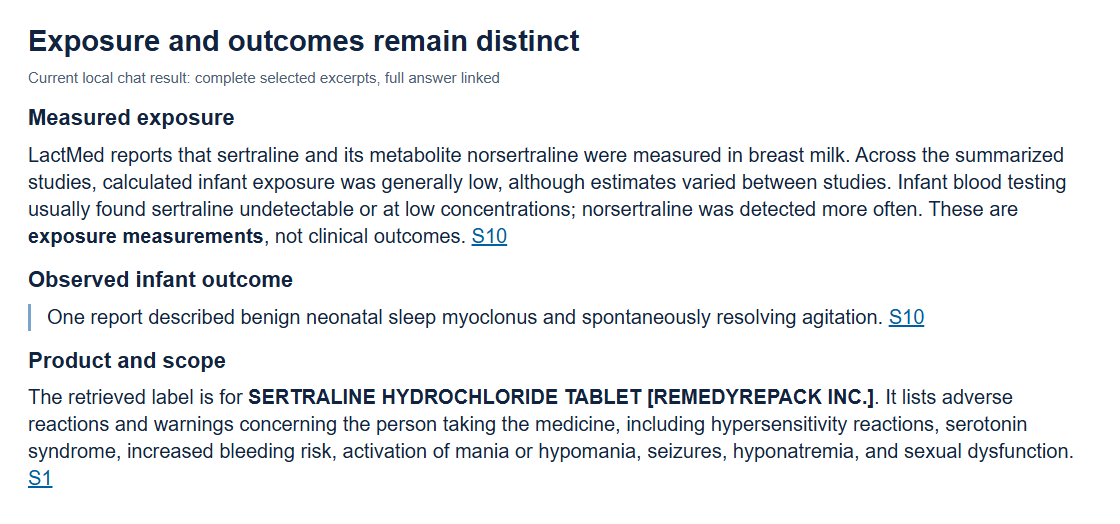 Exposure and outcomes remain distinct
Current local chat result: complete selected excerpts, full answer linked
Measured exposure
LactMed reports that sertraline and its metabolite norsertraline were measured in breast milk. Across the summarized
studies, calculated infant exposure was generally low, although estimates varied between studies. Infant blood testing
usually found sertraline undetectable or at low concentrations; norsertraline was detected more often. These are
exposure measurements, not clinical outcomes. S10
Observed infant outcome
One report described benign neonatal sleep myoclonus and spontaneously resolving agitation. S10
Product and scope
The retrieved label is for SERTRALINE HYDROCHLORIDE TABLET [REMEDYREPACK INC.]. It lists adverse
reactions and warnings concerning the person taking the medicine, including hypersensitivity reactions, serotonin
syndrome, increased bleeding risk, activation of mania or hypomania, seizures, hyponatremia, and sexual dysfunction.
S1